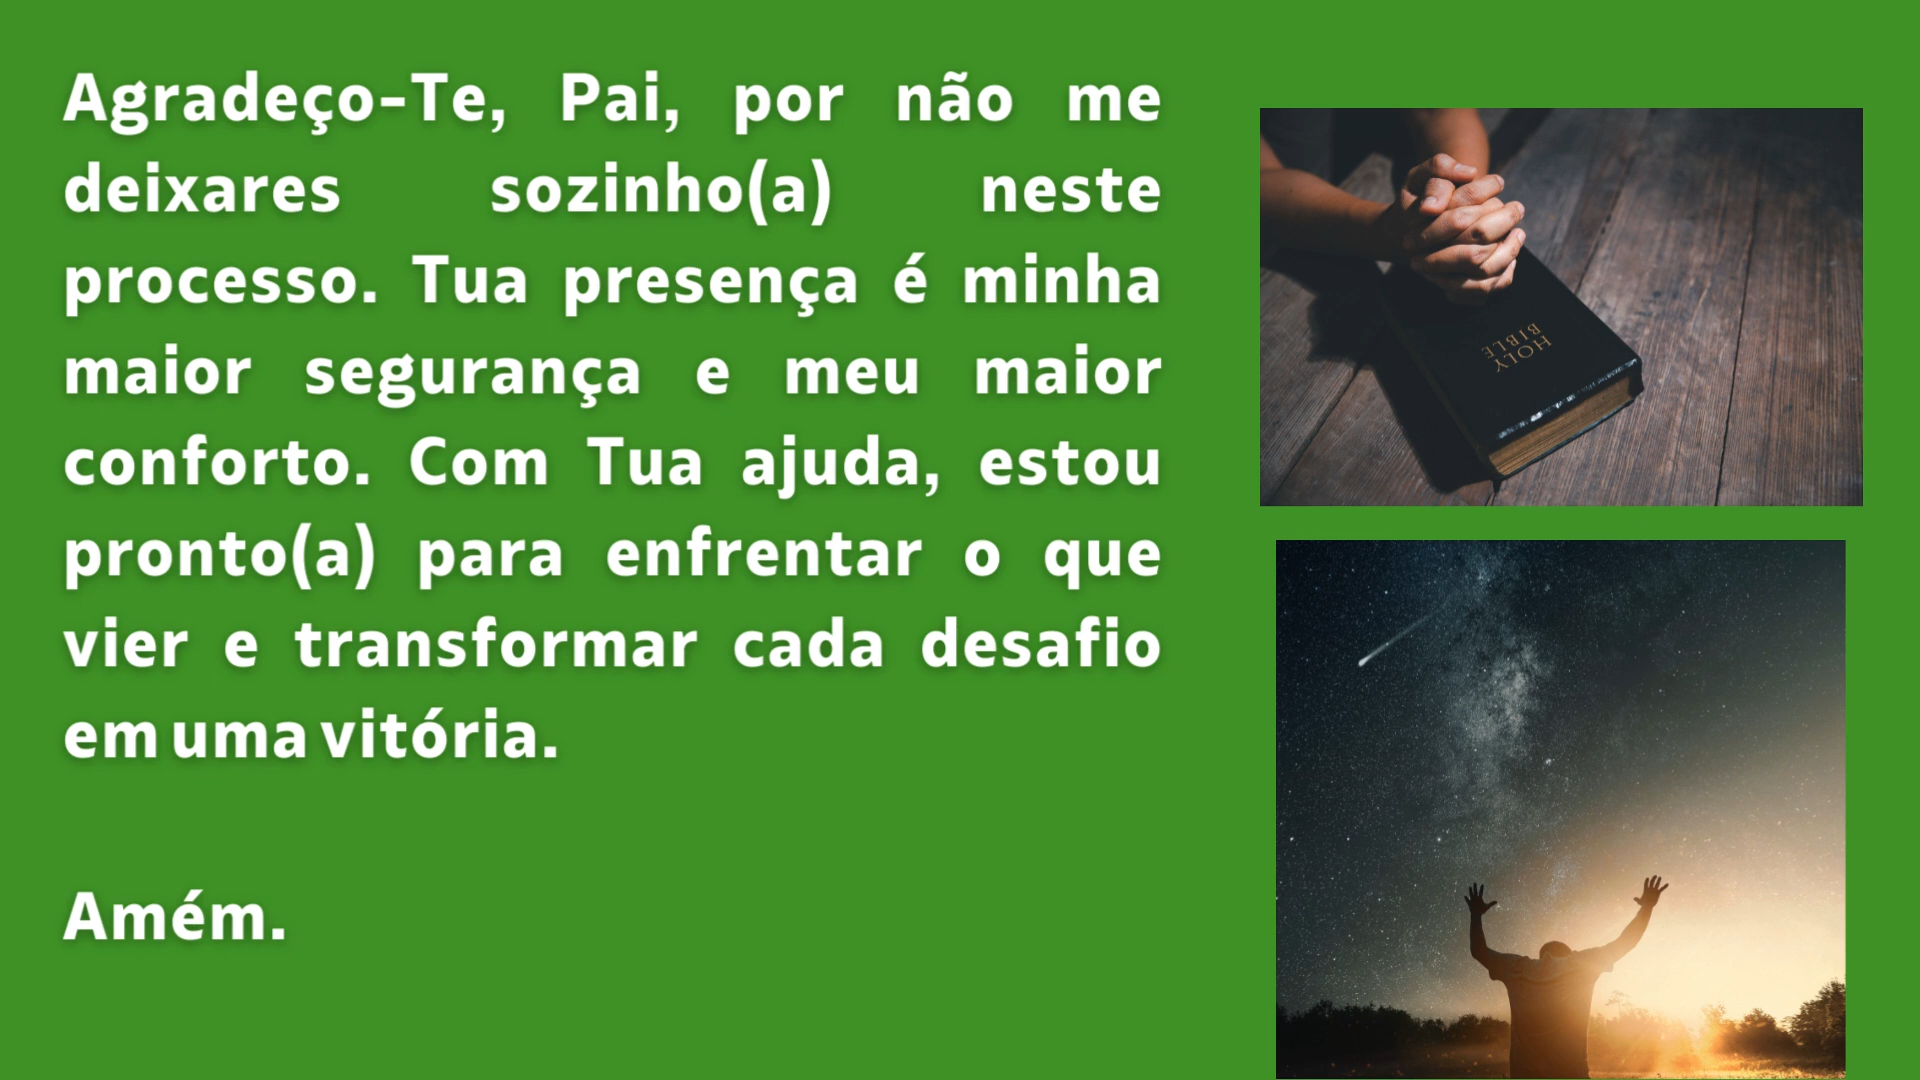 Agradeço-Te, Pai, por não me
deixares sozinho(a) neste
processo. Tua presença é minha
maior segurança e meu maior
conforto. Com Tua ajuda, estou
pronto(a) para enfrentar o que
vier e transformar cada desafio
em uma vitória.
Amém.
HOLY
BIBLE